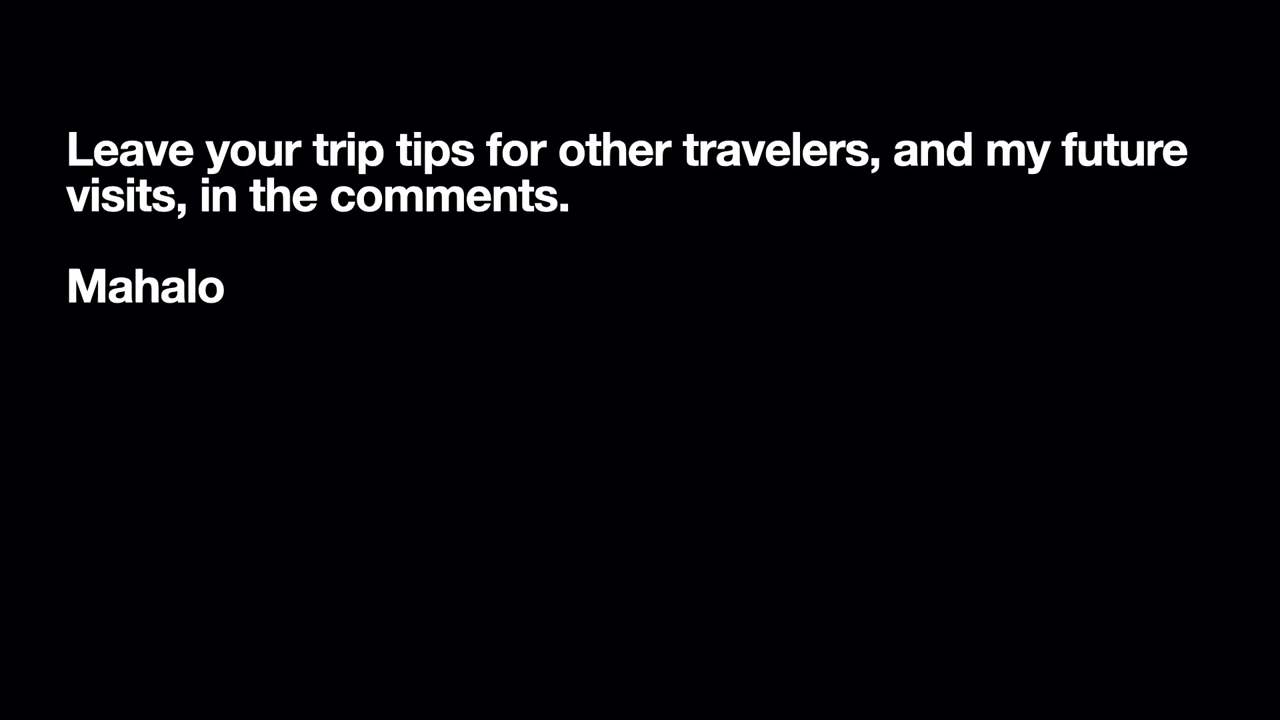 Leave your trip tips for other travelers, and my future
visits, in the comments.
Mahalo